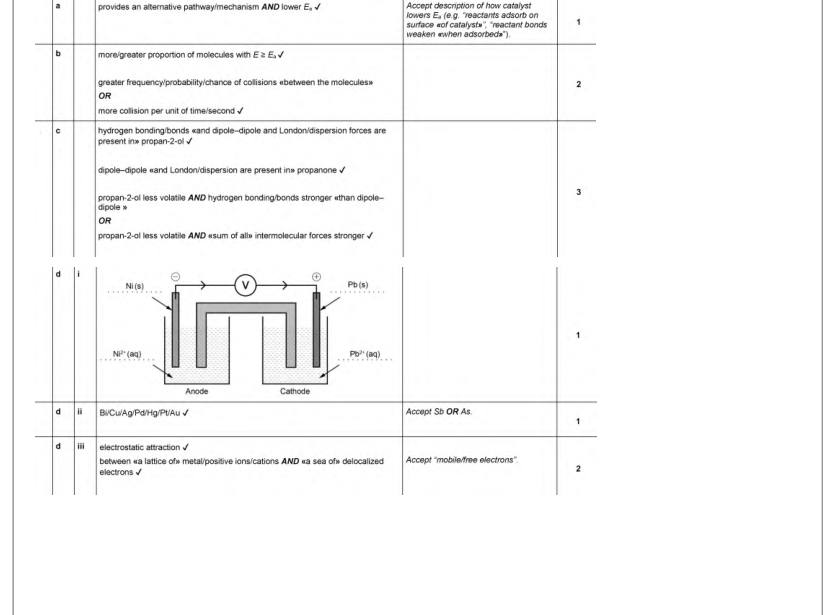 a provides an alternative pathway/mechanism AND lower Eₐ ✓
Accept description of how catalyst
lowers Eₐ (e.g. "reactants adsorb on
surface «of catalyst»", "reactant bonds
weaken «when adsorbed»").
1
b more/greater proportion of molecules with E ≥ Eₐ ✓
greater frequency/probability/chance of collisions «between the molecules»
OR
more collision per unit of time/second ✓
2
c hydrogen bonding/bonds «and dipole–dipole and London/dispersion forces are
present in» propan-2-ol ✓
dipole–dipole «and London/dispersion are present in» propanone ✓
propan-2-ol less volatile AND hydrogen bonding/bonds stronger «than dipole–
dipole »
OR
propan-2-ol less volatile AND «sum of all» intermolecular forces stronger ✓
3
d i
Ni(s)
V
Pb(s)
Ni²⁺(aq)
Pb²⁺(aq)
Anode
Cathode
1
d ii Bi/Cu/Ag/Pd/Hg/Pt/Au ✓
Accept Sb OR As.
1
d iii electrostatic attraction ✓
between «a lattice of» metal/positive ions/cations AND «a sea of» delocalized
electrons ✓
Accept "mobile/free electrons".
2